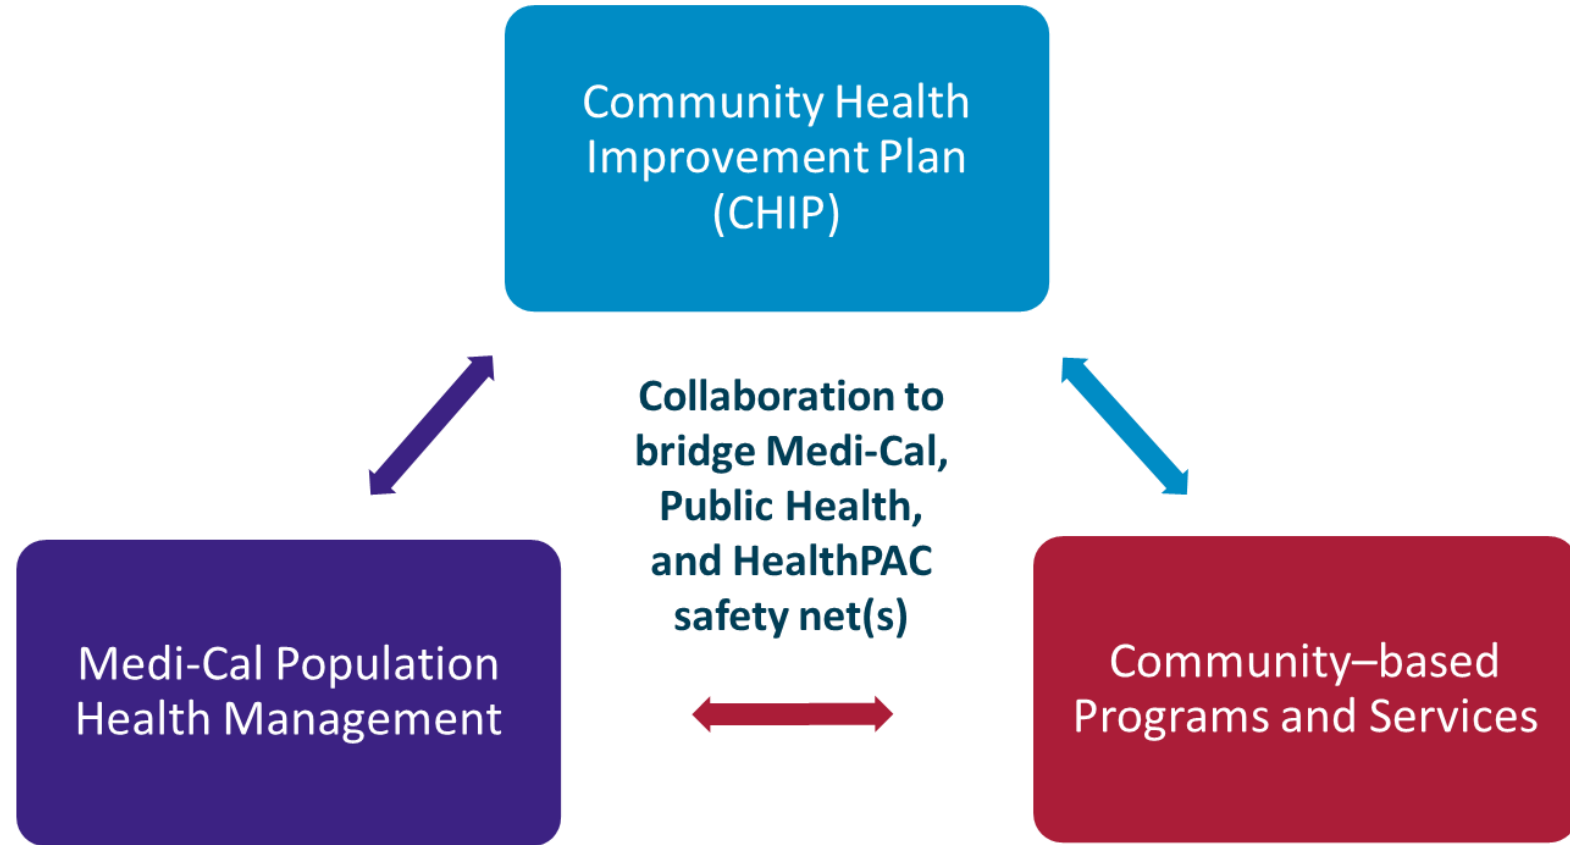 Community Health
Improvement Plan
(CHIP)
Collaboration to
bridge Medi-Cal,
Public Health,
and HealthPAC
safety net(s)
Medi-Cal Population
Health Management
Community–based
Programs and Services